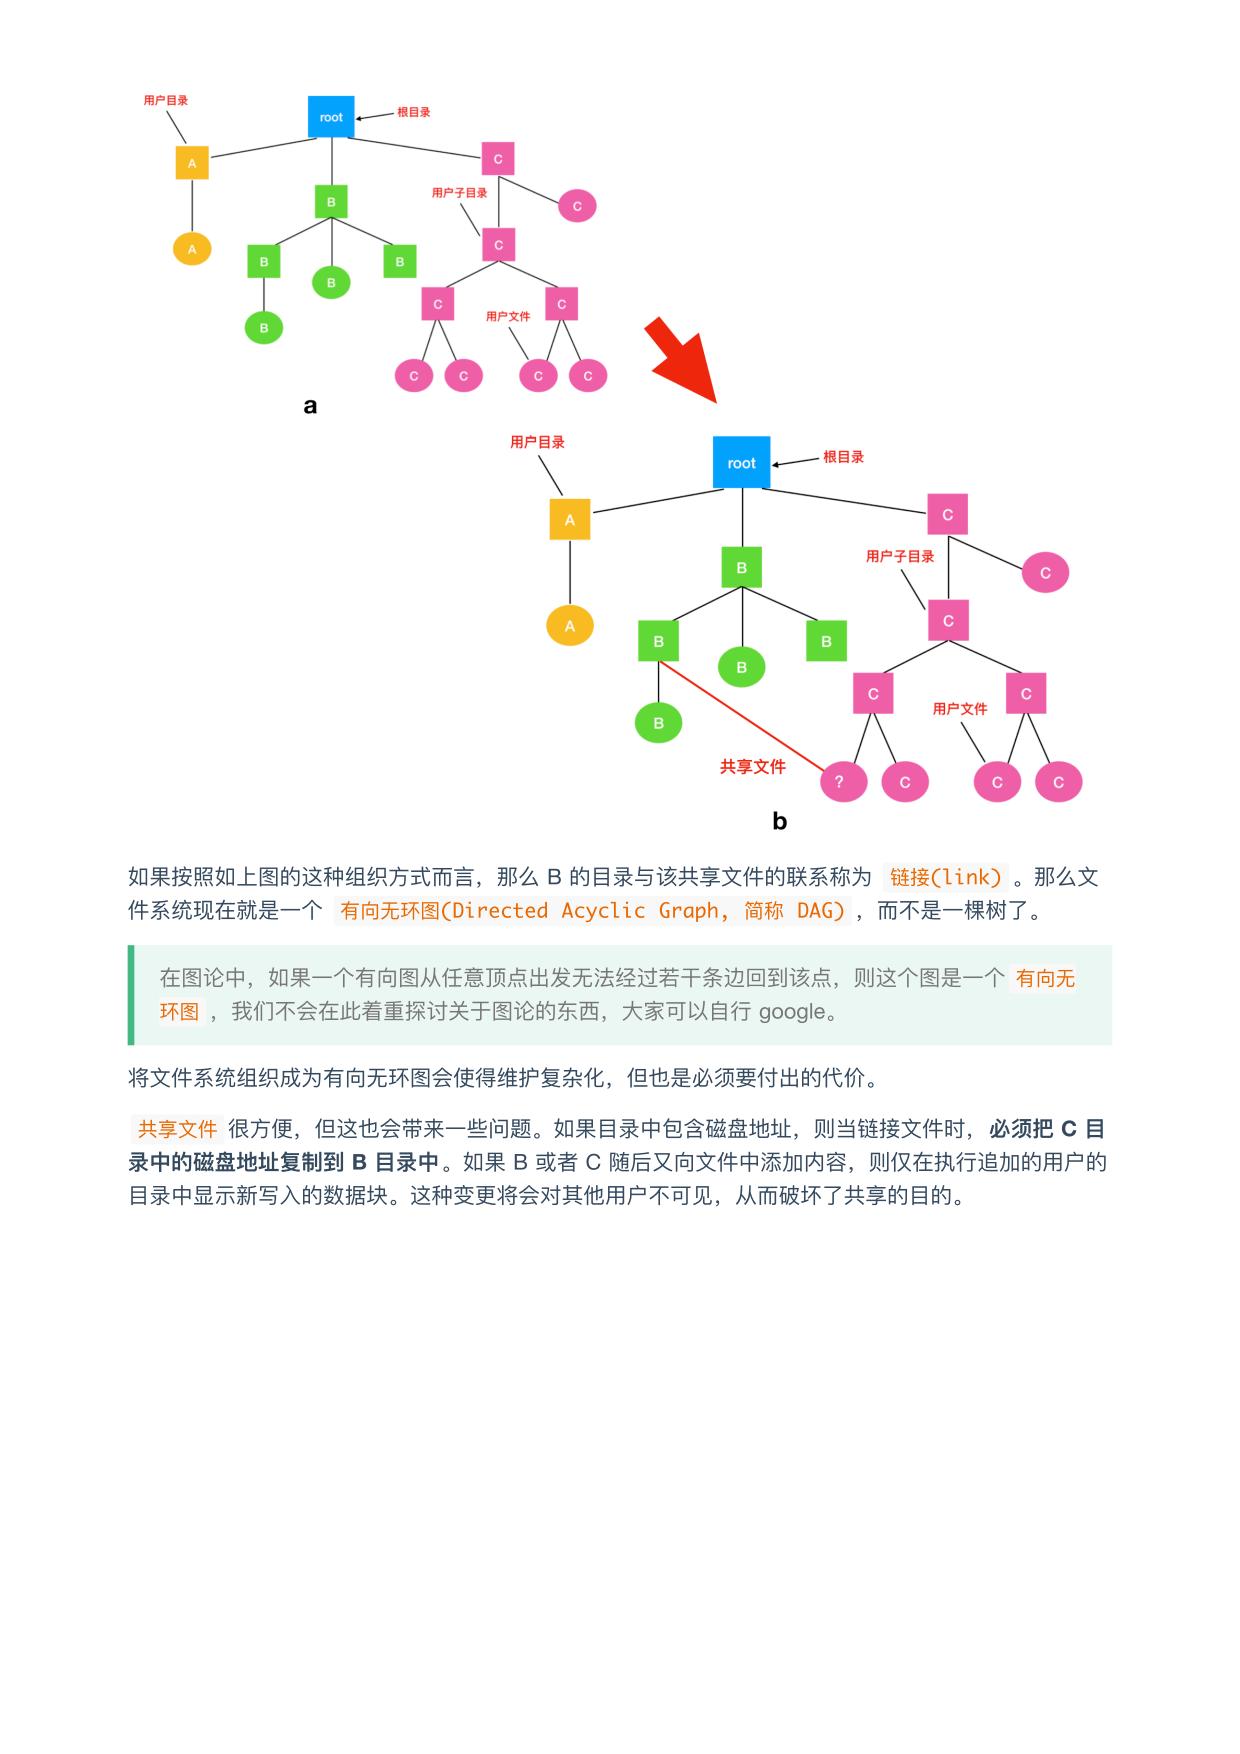 用户目录
root
根目录
A
C
用户子目录
B
C
A
C
B
B
B
C
C
用户文件
B
C
C
C
C
a
用户目录
root
根目录
A
C
用户子目录
B
C
C
A
B
B
B
C
C
用户文件
B
共享文件
?
C
C
C
b
如果按照如上图的这种组织方式而言，那么 B 的目录与该共享文件的联系称为 链接(link) 。那么文
件系统现在就是一个 有向无环图(Directed Acyclic Graph, 简称 DAG) ，而不是一棵树了。
在图论中，如果一个有向图从任意顶点出发无法经过若干条边回到该点，则这个图是一个 有向无
环图 ，我们不会在此着重探讨关于图论的东西，大家可以自行 google。
将文件系统组织成为有向无环图会使得维护复杂化，但也是必须要付出的代价。
共享文件 很方便，但这也会带来一些问题。如果目录中包含磁盘地址，则当链接文件时，必须把 C 目
录中的磁盘地址复制到 B 目录中。如果 B 或者 C 随后又向文件中添加内容，则仅在执行追加的用户的
目录中显示新写入的数据块。这种变更将会对其他用户不可见，从而破坏了共享的目的。